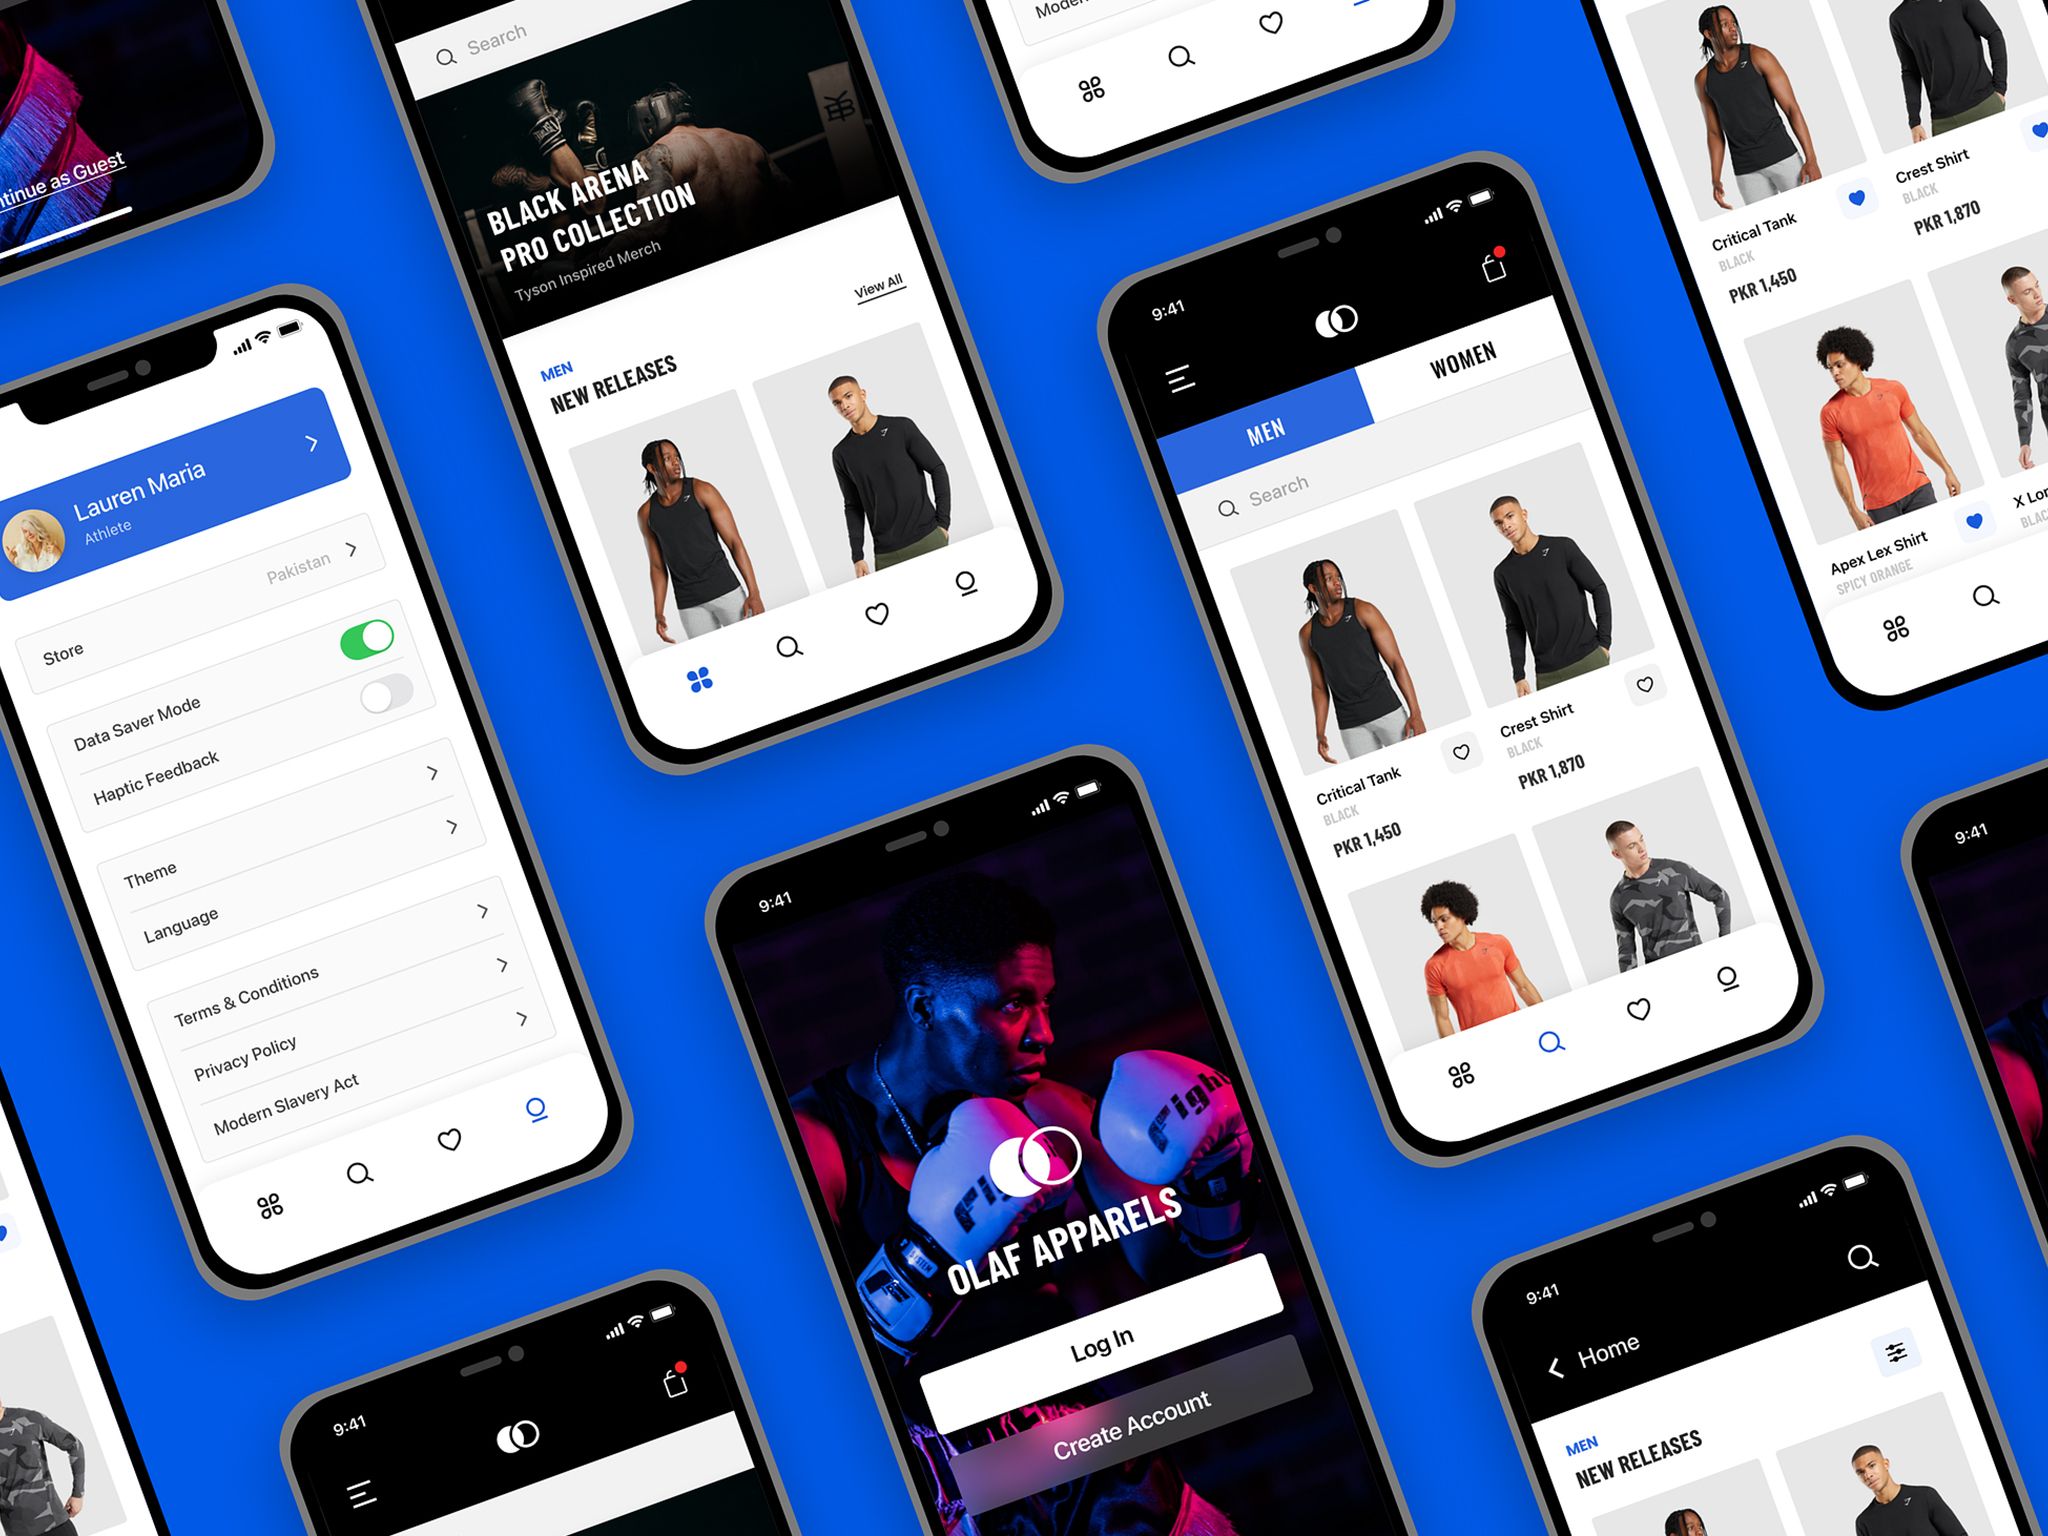 ntinue as Guest
Lauren Maria
Athlete
Store
Pakistan
Data Saver Mode
Haptic Feedback
Theme
Language
Terms & Conditions
Privacy Policy
Modern Slavery Act
Search
BLACK ARENA
PRO COLLECTION
Tyson Inspired Merch
View All
MEN
NEW RELEASES
9:41
9:41
Fight
OLAF APPARELS
Log In
Create Account
9:41
MEN
WOMEN
Search
Critical Tank
BLACK
PKR 1,450
Crest Shirt
BLACK
PKR 1,870
Critical Tank
BLACK
PKR 1,450
Crest Shirt
BLACK
PKR 1,870
Apex Lex Shirt
SPICY ORANGE
X Lon
BLAC
9:41
9:41
Home
MEN
NEW RELEASES